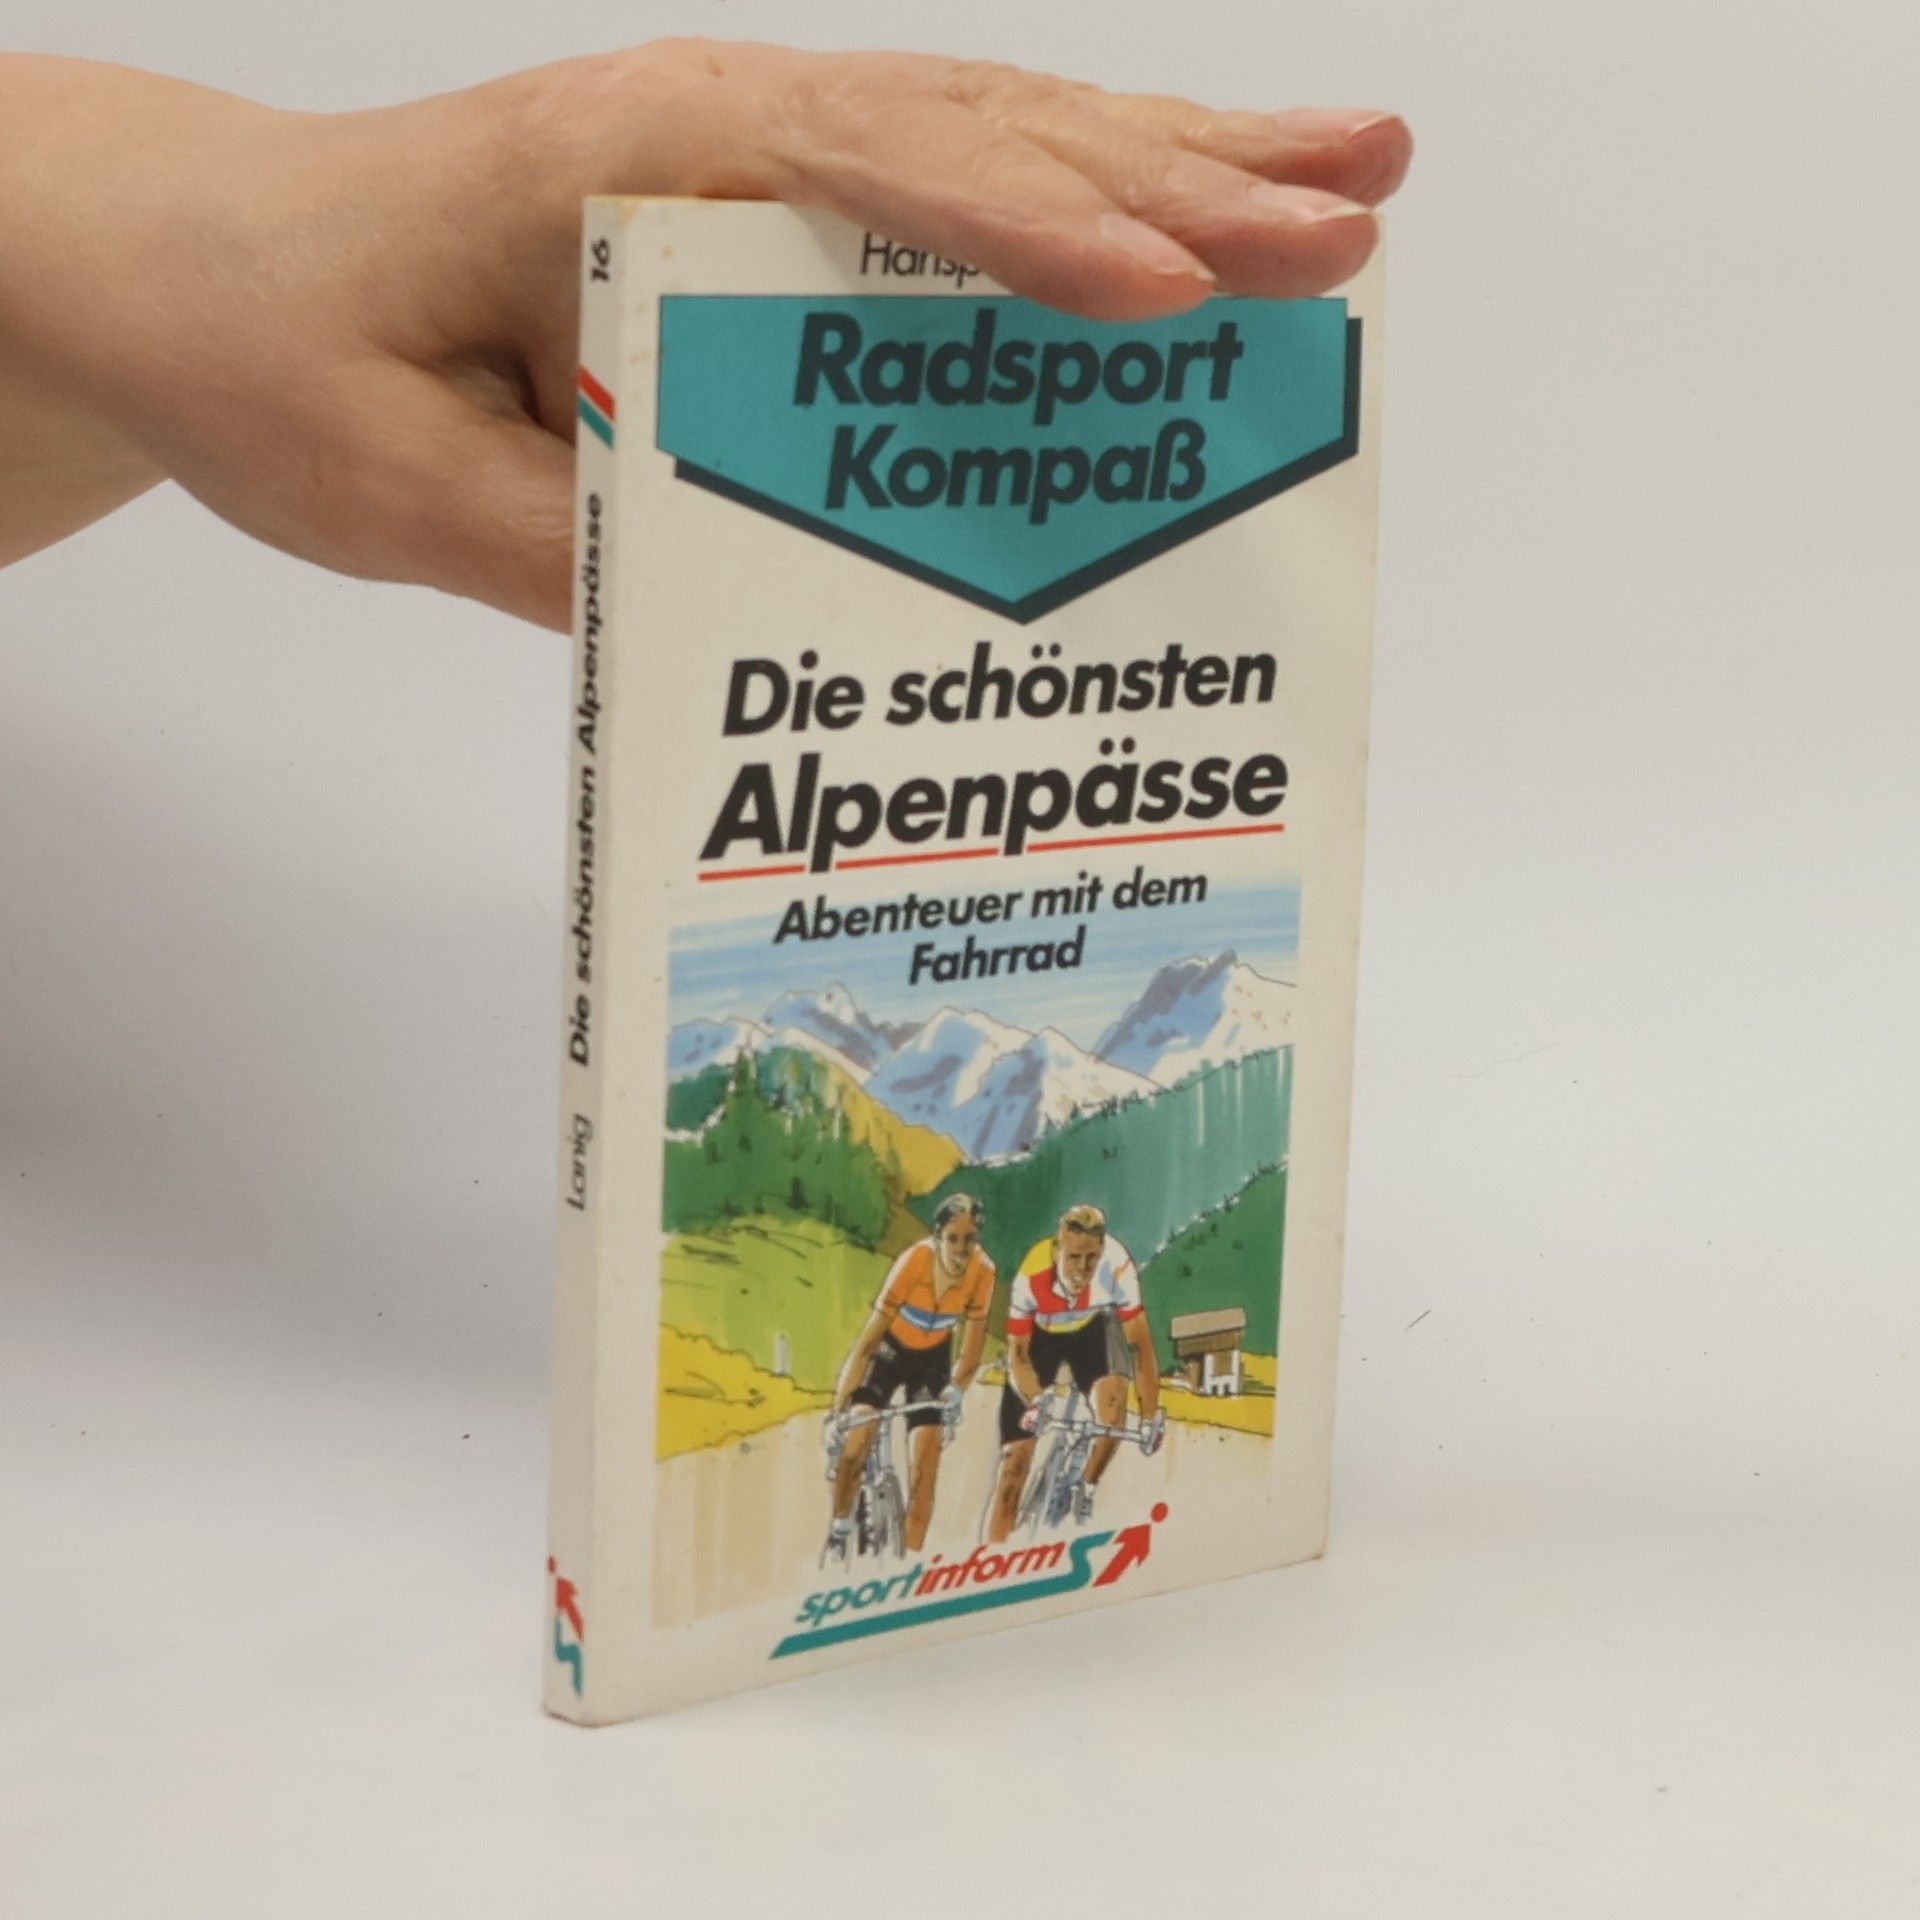 Radsport
Kompaß
Die schönsten
Alpenpässe
Abenteuer mit dem
Fahrrad
sportinform
Lanig Die schönsten Alpenpässe 16